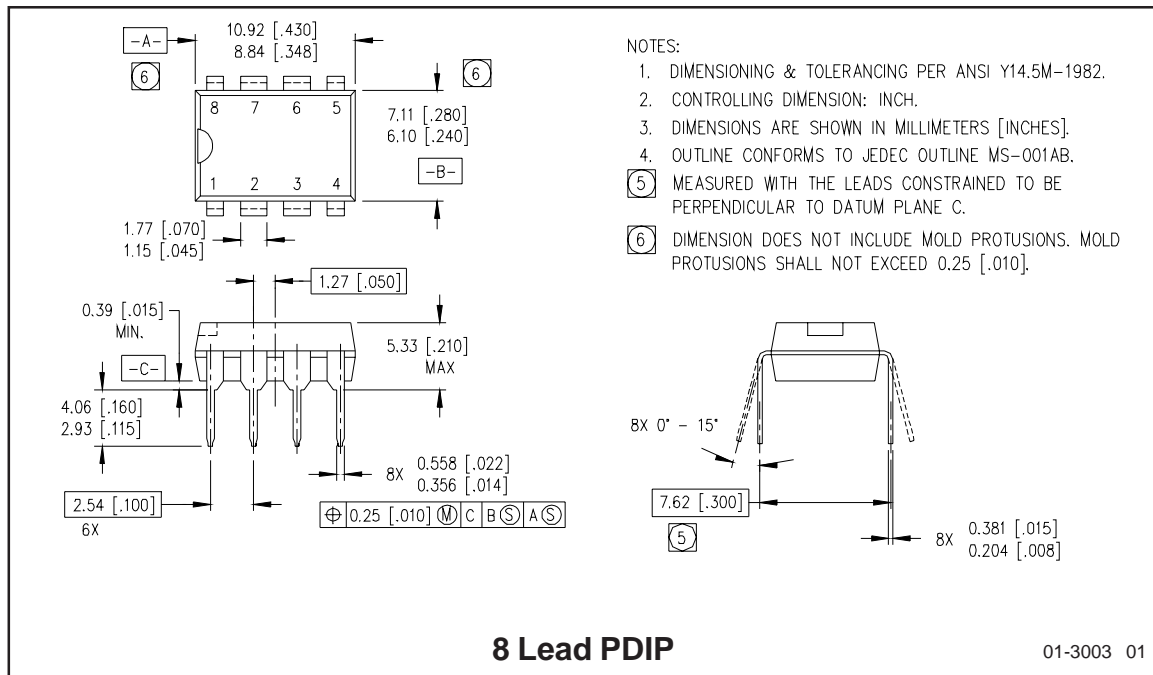 -A-
10.92 [.430]
8.84 [.348]
6
6
8 7 6 5
1 2 3 4
7.11 [.280]
6.10 [.240]
-B-
1.77 [.070]
1.15 [.045]
1.27 [.050]
0.39 [.015]
MIN.
-C-
5.33 [.210]
MAX
4.06 [.160]
2.93 [.115]
8X 0.558 [.022]
0.356 [.014]
2.54 [.100]
6X
⌖ 0.25 [.010] Ⓜ C B Ⓢ A Ⓢ
NOTES:
1. DIMENSIONING & TOLERANCING PER ANSI Y14.5M-1982.
2. CONTROLLING DIMENSION: INCH.
3. DIMENSIONS ARE SHOWN IN MILLIMETERS [INCHES].
4. OUTLINE CONFORMS TO JEDEC OUTLINE MS-001AB.
5 MEASURED WITH THE LEADS CONSTRAINED TO BE
PERPENDICULAR TO DATUM PLANE C.
6 DIMENSION DOES NOT INCLUDE MOLD PROTUSIONS. MOLD
PROTUSIONS SHALL NOT EXCEED 0.25 [.010].
8X 0° - 15°
7.62 [.300]
5
8X 0.381 [.015]
0.204 [.008]
8 Lead PDIP
01-3003 01